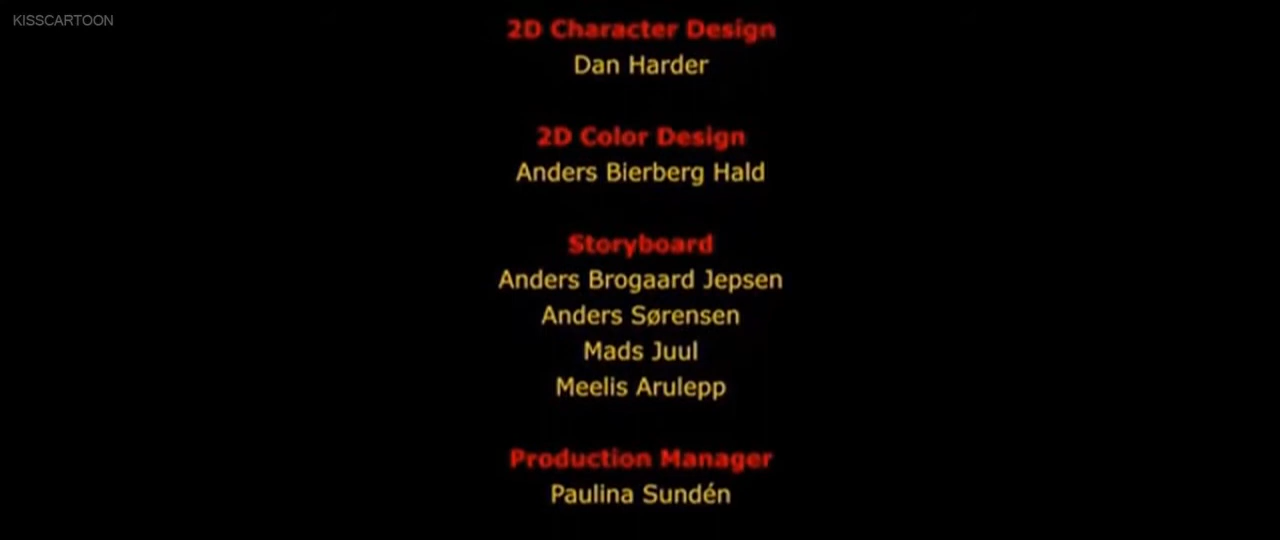 KISSCARTOON
2D Character Design
Dan Harder
2D Color Design
Anders Bierberg Hald
Storyboard
Anders Brogaard Jepsen
Anders Sørensen
Mads Juul
Meelis Arulepp
Production Manager
Paulina Sundén